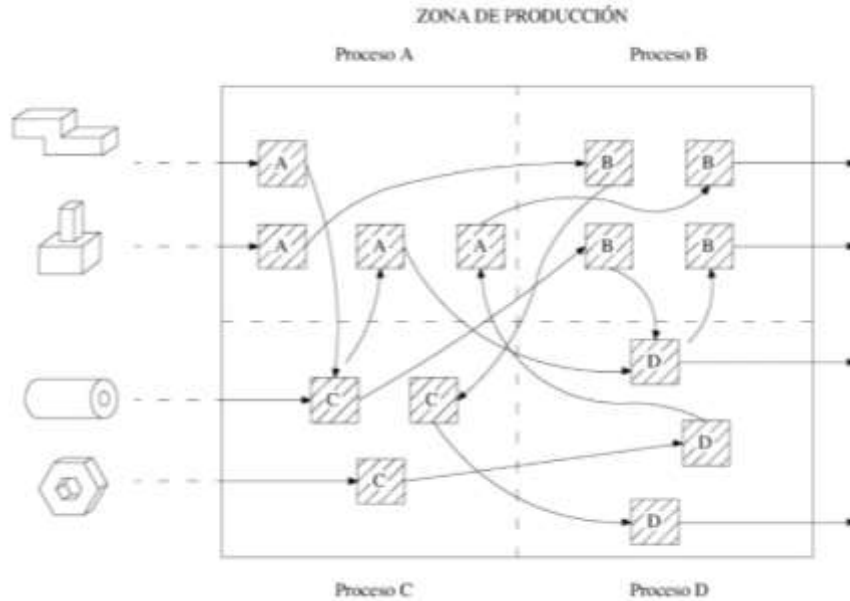 ZONA DE PRODUCCIÓN
Proceso A Proceso B
A B B
A A A B B
D
C C
D
C
D
Proceso C Proceso D